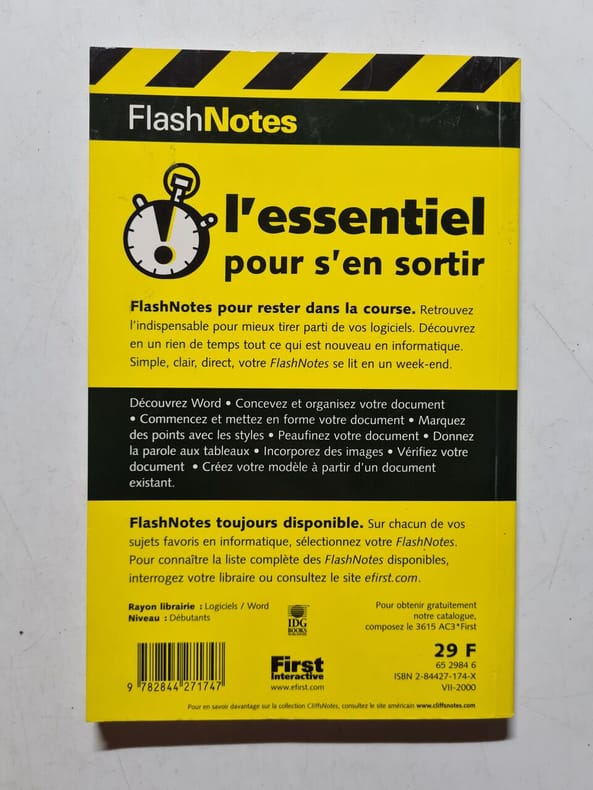 FlashNotes
l'essentiel
pour s'en sortir
FlashNotes pour rester dans la course. Retrouvez
l'indispensable pour mieux tirer parti de vos logiciels. Découvrez
en un rien de temps tout ce qui est nouveau en informatique.
Simple, clair, direct, votre FlashNotes se lit en un week-end.
Découvrez Word • Concevez et organisez votre document
• Commencez et mettez en forme votre document • Marquez
des points avec les styles • Peaufinez votre document • Donnez
la parole aux tableaux • Incorporez des images • Vérifiez votre
document • Créez votre modèle à partir d'un document
existant.
FlashNotes toujours disponible. Sur chacun de vos
sujets favoris en informatique, sélectionnez votre FlashNotes.
Pour connaître la liste complète des FlashNotes disponibles,
interrogez votre libraire ou consultez le site efirst.com.
Rayon librairie : Logiciels / Word
Niveau : Débutants
IDG
BOOKS
Pour obtenir gratuitement
notre catalogue,
composez le 3615 AC3*First
9 782844 271747
First
Interactive
www.efirst.com
29 F
65 2984 6
ISBN 2-84427-174-X
VII-2000
Pour en savoir davantage sur la collection CliffsNotes, consultez le site américain www.cliffsnotes.com